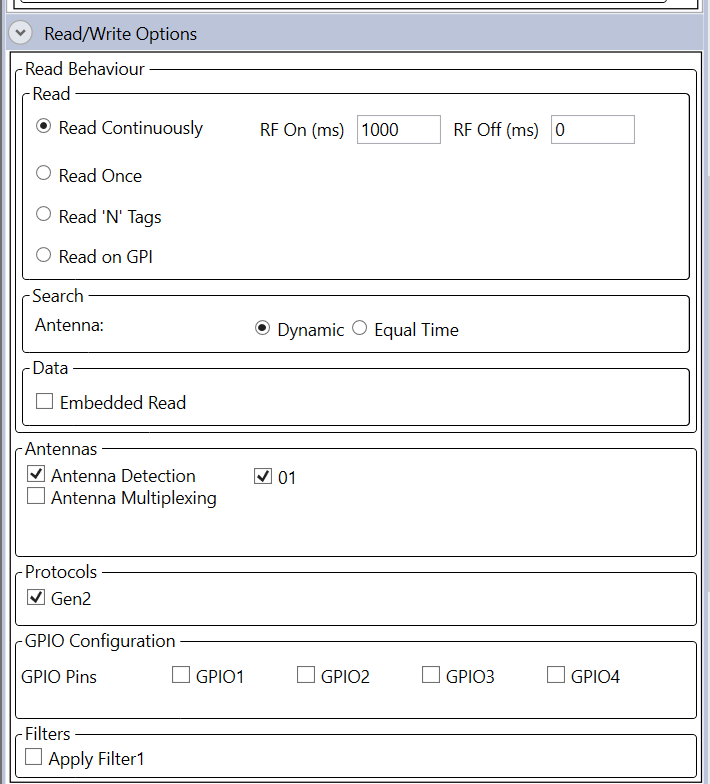 Read/Write Options
Read Behaviour
Read
Read Continuously RF On (ms) 1000 RF Off (ms) 0
Read Once
Read 'N' Tags
Read on GPI
Search
Antenna: Dynamic Equal Time
Data
Embedded Read
Antennas
Antenna Detection 01
Antenna Multiplexing
Protocols
Gen2
GPIO Configuration
GPIO Pins GPIO1 GPIO2 GPIO3 GPIO4
Filters
Apply Filter1